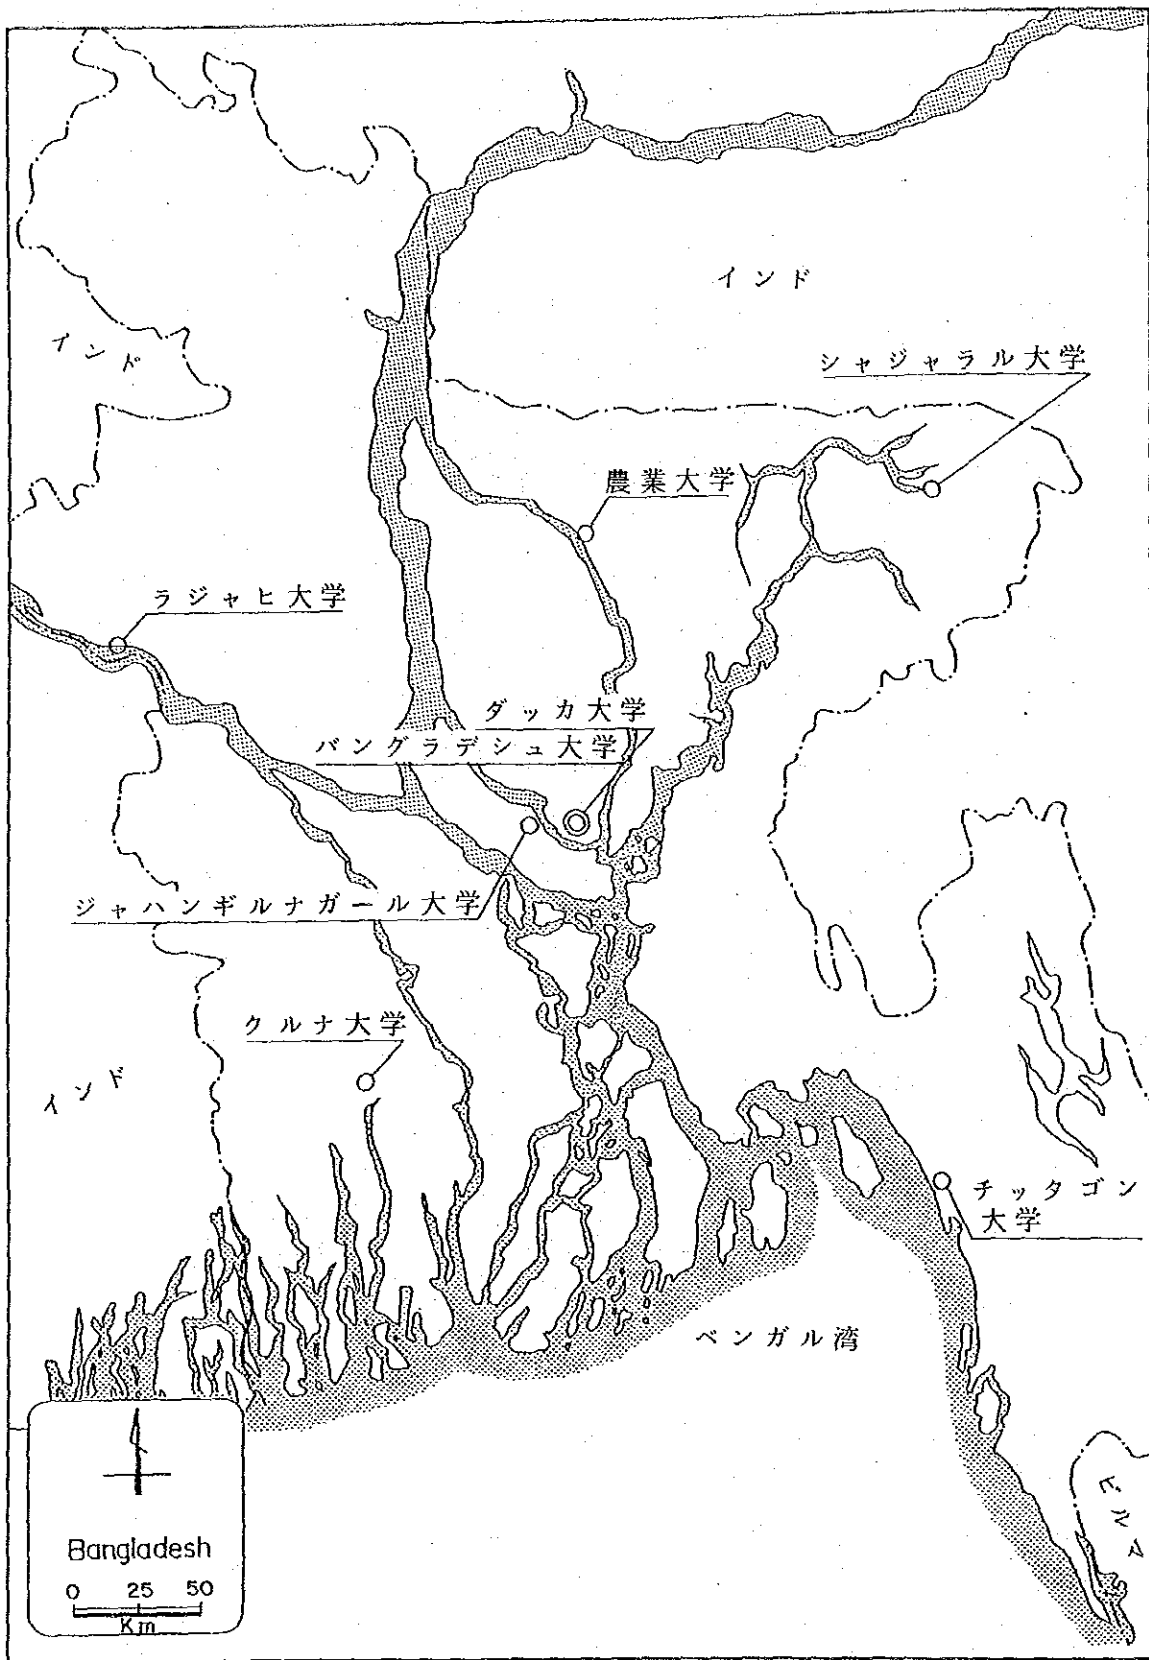 インド
インド
シャジャラル大学
農業大学
ラジャヒ大学
ダッカ大学
バングラデシュ大学
ジャハンギルナガール大学
クルナ大学
インド
チッタゴン
大学
ベンガル湾
ビルマ
Bangladesh
0 25 50
Km